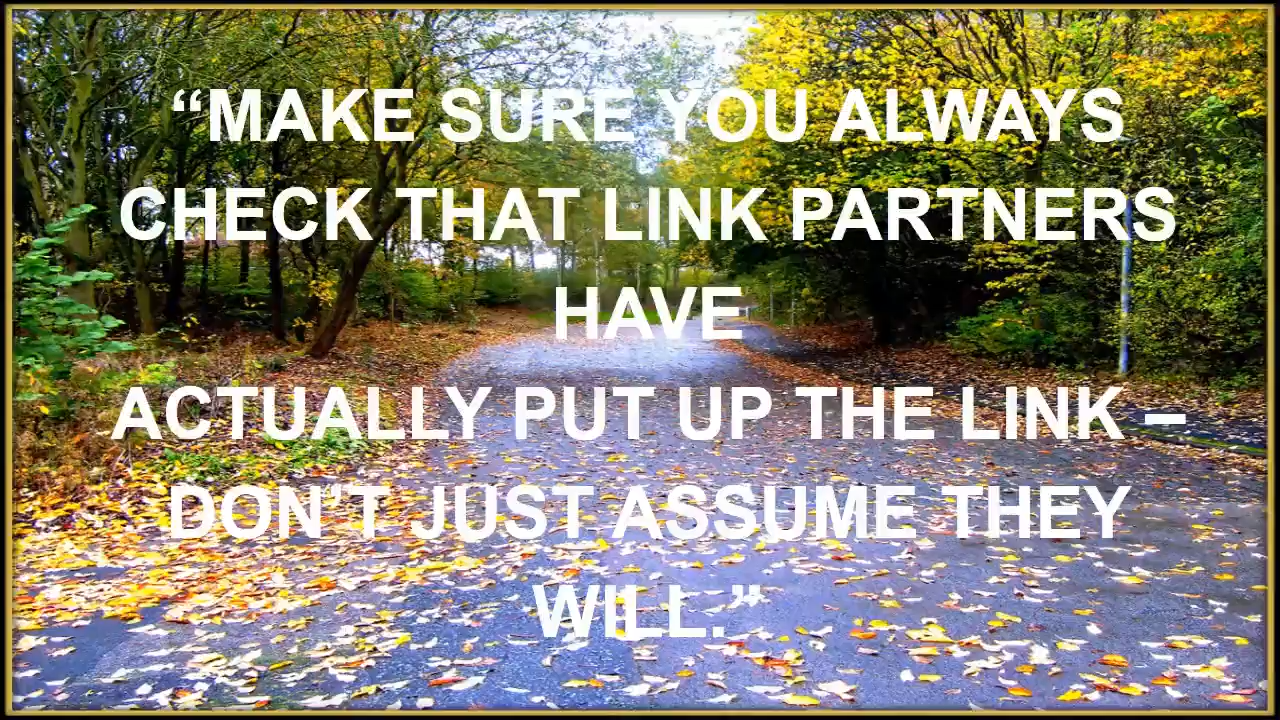 “MAKE SURE YOU ALWAYS
CHECK THAT LINK PARTNERS
HAVE
ACTUALLY PUT UP THE LINK –
DON'T JUST ASSUME THEY
WILL.”